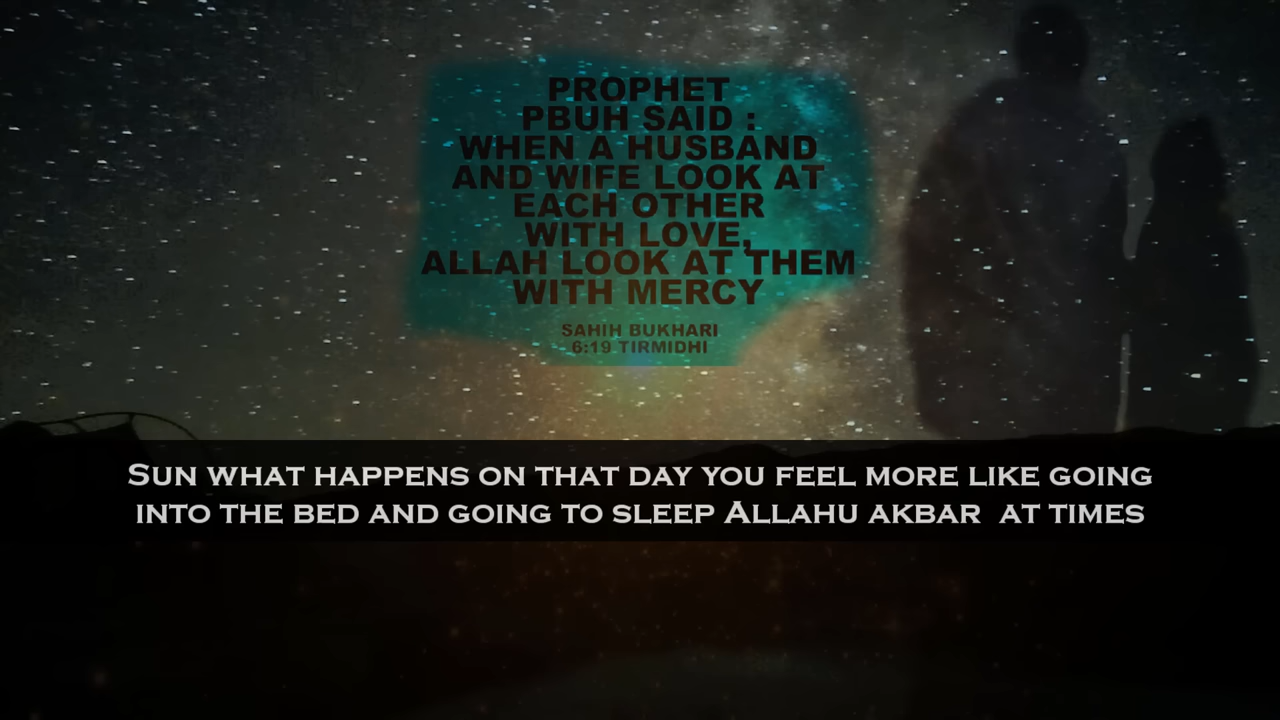 PROPHET
PBUH SAID :
WHEN A HUSBAND
AND WIFE LOOK AT
EACH OTHER
WITH LOVE,
ALLAH LOOK AT THEM
WITH MERCY
SAHIH BUKHARI
6:19 TIRMIDHI
SUN WHAT HAPPENS ON THAT DAY YOU FEEL MORE LIKE GOING
INTO THE BED AND GOING TO SLEEP ALLAHU AKBAR AT TIMES